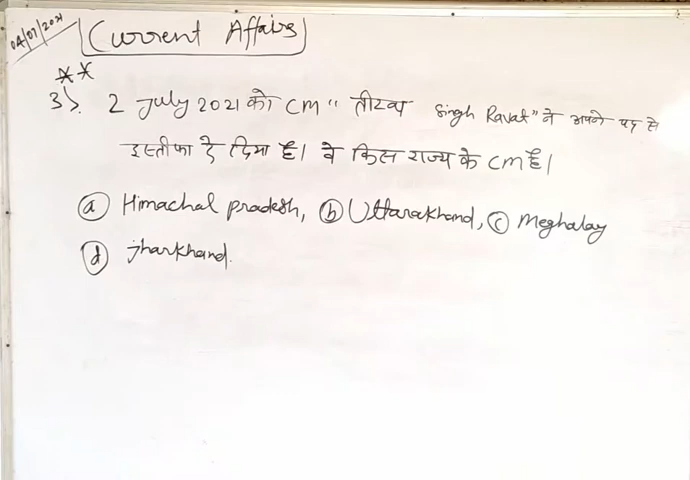 04/07/2021
Current Affairs
**
3). 2 July 2021 को CM " तीरथ Singh Ravat" ने अपने पद से
इस्तीफा दे दिया है। वे किस राज्य के CM हैं।
(a) Himachal pradesh, (b) Uttarakhand, (c) Meghalay
(d) jharkhand.